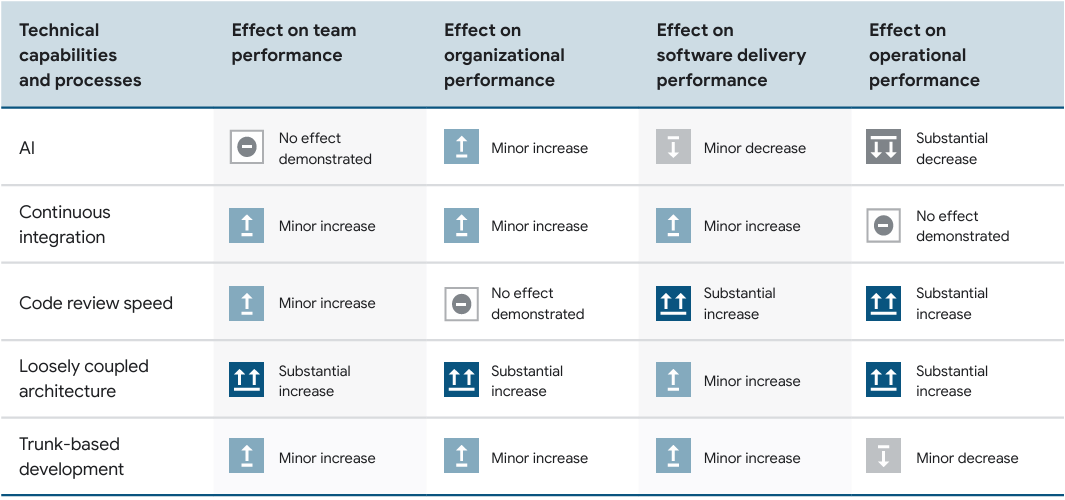 Technical
capabilities
and processes
Effect on team
performance
Effect on
organizational
performance
Effect on
software delivery
performance
Effect on
operational
performance
AI
No effect
demonstrated
Minor increase
Minor decrease
Substantial
decrease
Continuous
integration
Minor increase
Minor increase
Minor increase
No effect
demonstrated
Code review speed
Minor increase
No effect
demonstrated
Substantial
increase
Substantial
increase
Loosely coupled
architecture
Substantial
increase
Substantial
increase
Minor increase
Substantial
increase
Trunk-based
development
Minor increase
Minor increase
Minor increase
Minor decrease